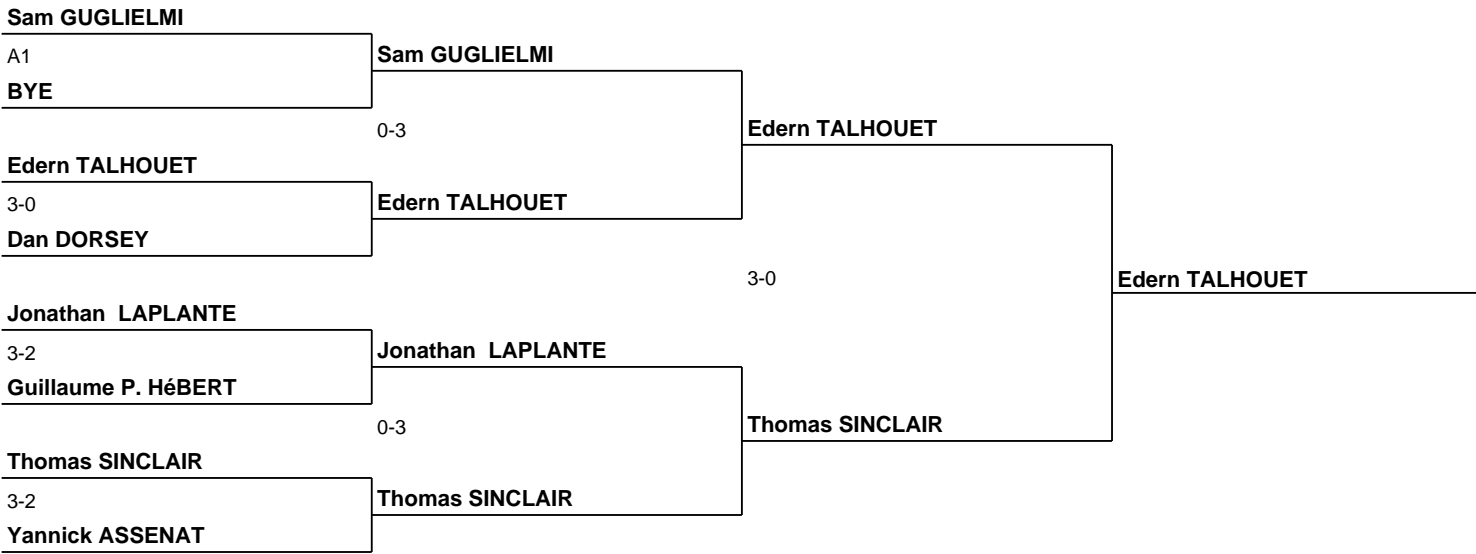 Sam GUGLIELMI
A1
Sam GUGLIELMI
BYE
0-3
Edern TALHOUET
Edern TALHOUET
3-0
Edern TALHOUET
Dan DORSEY
3-0
Edern TALHOUET
Jonathan  LAPLANTE
3-2
Jonathan  LAPLANTE
Guillaume P. HéBERT
0-3
Thomas SINCLAIR
Thomas SINCLAIR
3-2
Thomas SINCLAIR
Yannick ASSENAT